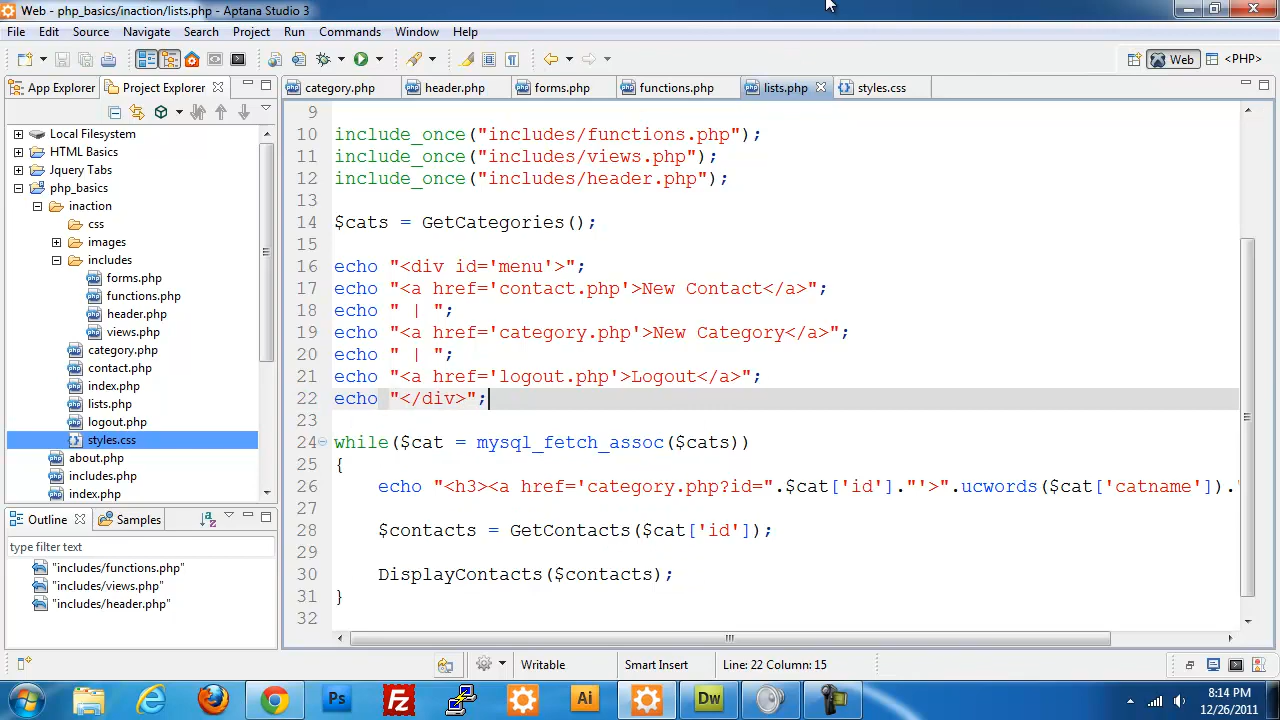 Web - php_basics/inaction/lists.php - Aptana Studio 3
File Edit Source Navigate Search Project Run Commands Window Help
Web <PHP>
App Explorer Project Explorer
category.php header.php forms.php functions.php lists.php styles.css
Local Filesystem
HTML Basics
Jquery Tabs
php_basics
inaction
css
images
includes
forms.php
functions.php
header.php
views.php
category.php
contact.php
index.php
lists.php
logout.php
styles.css
about.php
includes.php
index.php
Outline Samples
type filter text
"includes/functions.php"
"includes/views.php"
"includes/header.php"
9
10 include_once("includes/functions.php");
11 include_once("includes/views.php");
12 include_once("includes/header.php");
13
14 $cats = GetCategories();
15
16 echo "<div id='menu'>";
17 echo "<a href='contact.php'>New Contact</a>";
18 echo " | ";
19 echo "<a href='category.php'>New Category</a>";
20 echo " | ";
21 echo "<a href='logout.php'>Logout</a>";
22 echo "</div>";
23
24 while($cat = mysql_fetch_assoc($cats))
25 {
26 echo "<h3><a href='category.php?id=".$cat['id']."'>".ucwords($cat['catname'])."
27
28 $contacts = GetContacts($cat['id']);
29
30 DisplayContacts($contacts);
31 }
32
Writable Smart Insert Line: 22 Column: 15
Ps FZ Ai Dw
8:14 PM
12/26/2011